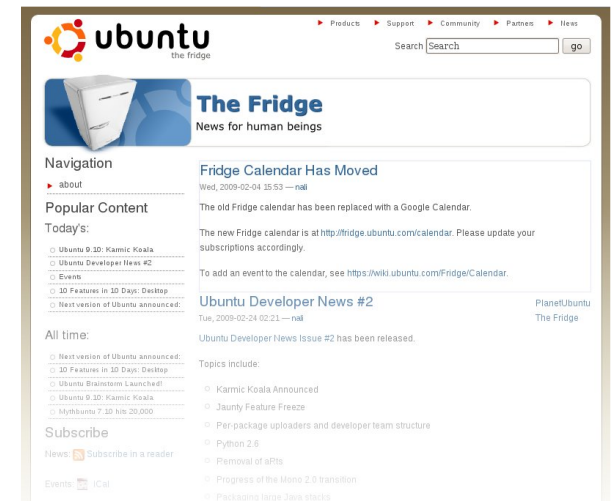 Products Support Community Partners News
ubuntu
the fridge
Search Search go
The Fridge
News for human beings
Navigation
about
Popular Content
Today's:
Ubuntu 9.10: Karmic Koala
Ubuntu Developer News #2
Events
10 Features in 10 Days: Desktop
Next version of Ubuntu announced:
All time:
Next version of Ubuntu announced:
10 Features in 10 Days: Desktop
Ubuntu Brainstorm Launched!
Ubuntu 9.10: Karmic Koala
Mythbuntu 7.10 hits 20,000
Subscribe
News: Subscribe in a reader
Events: iCal
Fridge Calendar Has Moved
Wed, 2009-02-04 15:53 — nali
The old Fridge calendar has been replaced with a Google Calendar.
The new Fridge calendar is at http://fridge.ubuntu.com/calendar. Please update your
subscriptions accordingly.
To add an event to the calendar, see https://wiki.ubuntu.com/Fridge/Calendar.
Ubuntu Developer News #2
Tue, 2009-02-24 02:21 — nali
Ubuntu Developer News Issue #2 has been released.
Topics include:
Karmic Koala Announced
Jaunty Feature Freeze
Per-package uploaders and developer team structure
Python 2.6
Removal of aRts
Progress of the Mono 2.0 transition
Packaging large Java stacks
PlanetUbuntu
The Fridge